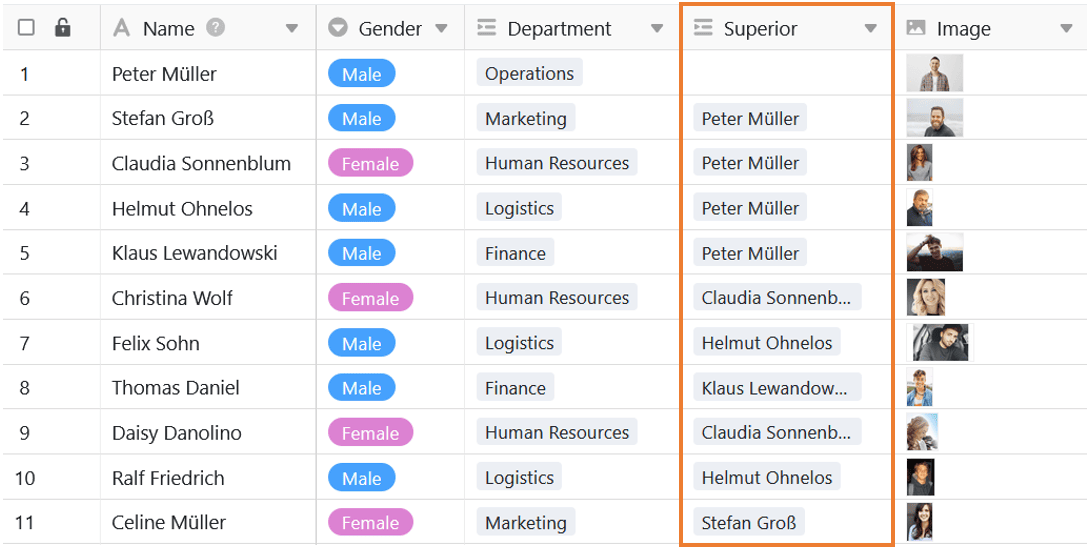 A Name ? Gender Department Superior Image
1 Peter Müller Male Operations
2 Stefan Groß Male Marketing Peter Müller
3 Claudia Sonnenblum Female Human Resources Peter Müller
4 Helmut Ohnelos Male Logistics Peter Müller
5 Klaus Lewandowski Male Finance Peter Müller
6 Christina Wolf Female Human Resources Claudia Sonnenb...
7 Felix Sohn Male Logistics Helmut Ohnelos
8 Thomas Daniel Male Finance Klaus Lewandow...
9 Daisy Danolino Female Human Resources Claudia Sonnenb...
10 Ralf Friedrich Male Logistics Helmut Ohnelos
11 Celine Müller Female Marketing Stefan Groß